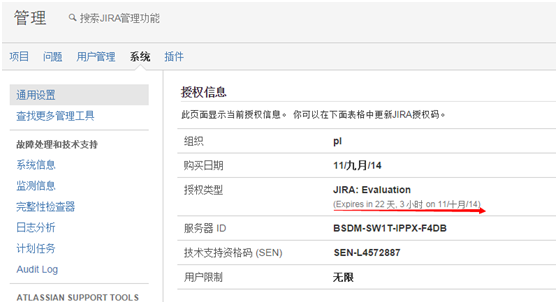 管理 搜索JIRA管理功能
项目 问题 用户管理 系统 插件
通用设置
查找更多管理工具
故障处理和技术支持
系统信息
监测信息
完整性检查器
日志分析
计划任务
Audit Log
ATLASSIAN SUPPORT TOOLS
授权信息
此页面显示当前授权信息。 你可以在下面表格中更新JIRA授权码。
组织 pl
购买日期 11/九月/14
授权类型 JIRA: Evaluation
(Expires in 22 天, 3 小时 on 11/十月/14)
服务器 ID BSDM-SW1T-IPPX-F4DB
技术支持资格码 (SEN) SEN-L4572887
用户限制 无限